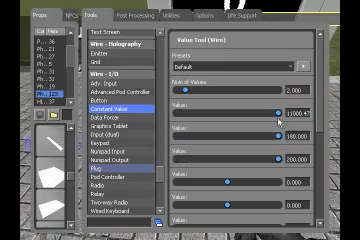 Props
NPCs
Tools
Post Processing
Utilities
Options
Life Support
Text Screen
Wire - Holography
Emitter
Grid
Wire - I/O
Adv. Input
Advanced Pod Controller
Button
Constant Value
Data Forcer
Graphics Tablet
Input (dual)
Keypad
Numpad Input
Numpad Output
Plug
Pod Controller
Radio
Relay
Two-way Radio
Wired Keyboard
Value Tool (Wire)
Presets
Default
Num of Values
2.000
Value:
11000.47
Value:
180.000
Value:
200.000
Value:
0.000
Value:
0.000